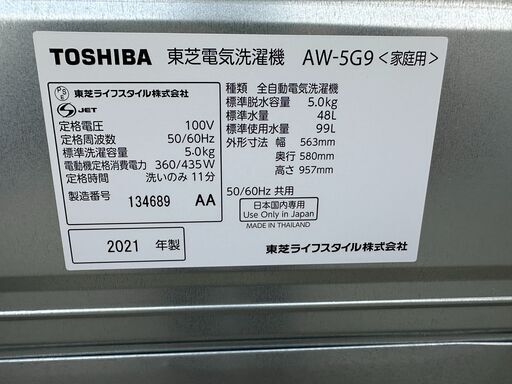 TOSHIBA 東芝電気洗濯機 AW-5G9<家庭用>
PSE
東芝ライフスタイル株式会社
S-JET
定格電圧 100V
定格周波数 50/60Hz
標準洗濯容量 5.0kg
電動機定格消費電力 360/435W
定格時間 洗いのみ 11分
製造番号 134689 AA
2021 年製
種類 全自動電気洗濯機
標準脱水容量 5.0kg
標準水量 48L
標準使用水量 99L
外形寸法 幅 563mm
奥行 580mm
高さ 957mm
50/60Hz 共用
日本国内専用
Use Only in Japan
MADE IN THAILAND
東芝ライフスタイル株式会社